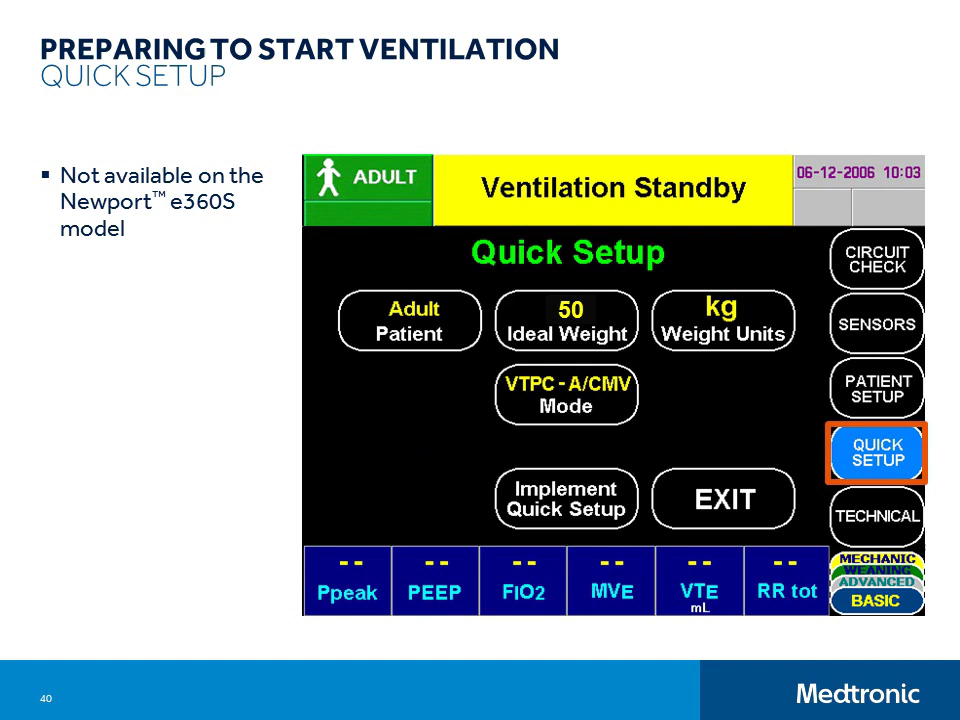 PREPARING TO START VENTILATION
QUICK SETUP
▪ Not available on the
Newport™ e360S
model
ADULT
Ventilation Standby
06-12-2006 10:03
Quick Setup
Adult
Patient
50
Ideal Weight
kg
Weight Units
VTPC - A/CMV
Mode
Implement
Quick Setup
EXIT
CIRCUIT
CHECK
SENSORS
PATIENT
SETUP
QUICK
SETUP
TECHNICAL
MECHANIC
WEANING
ADVANCED
BASIC
- -
Ppeak
- -
PEEP
- -
FIO2
- -
MVE
- -
VTE
mL
- -
RR tot
40
Medtronic